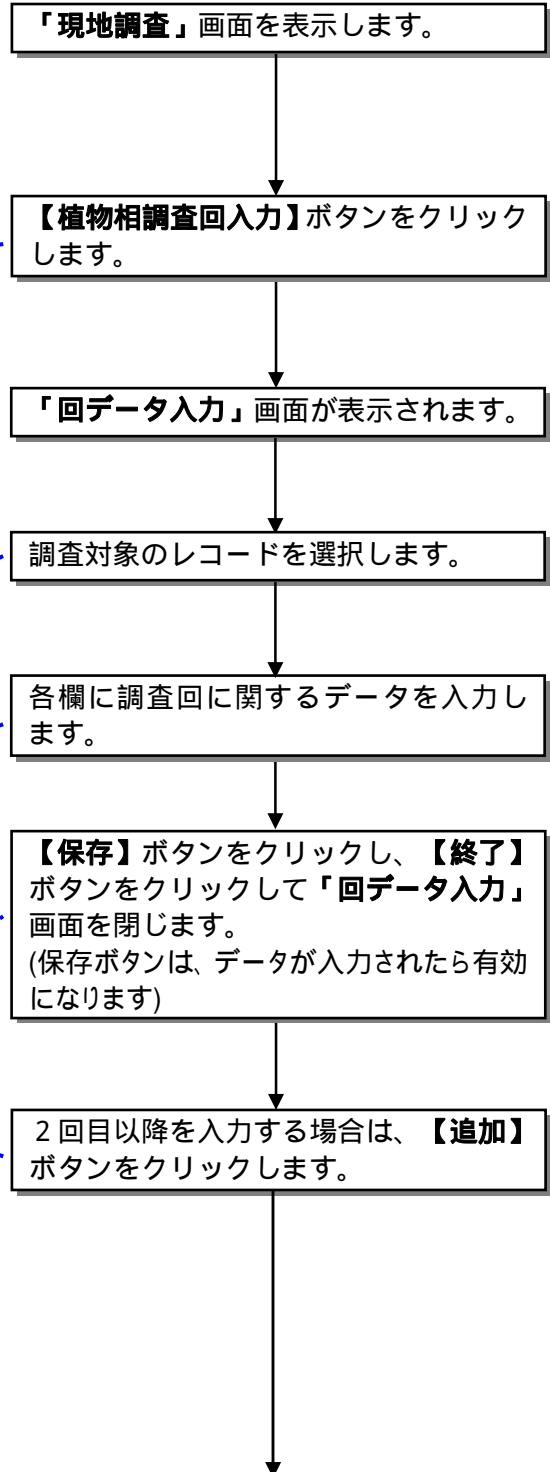 「現地調査」画面を表示します。
【植物相調査回入力】ボタンをクリック
します。
「回データ入力」画面が表示されます。
調査対象のレコードを選択します。
各欄に調査回に関するデータを入力し
ます。
【保存】ボタンをクリックし、【終了】
ボタンをクリックして「回データ入力」
画面を閉じます。
(保存ボタンは、データが入力されたら有効
になります)
２回目以降を入力する場合は、【追加】
ボタンをクリックします。